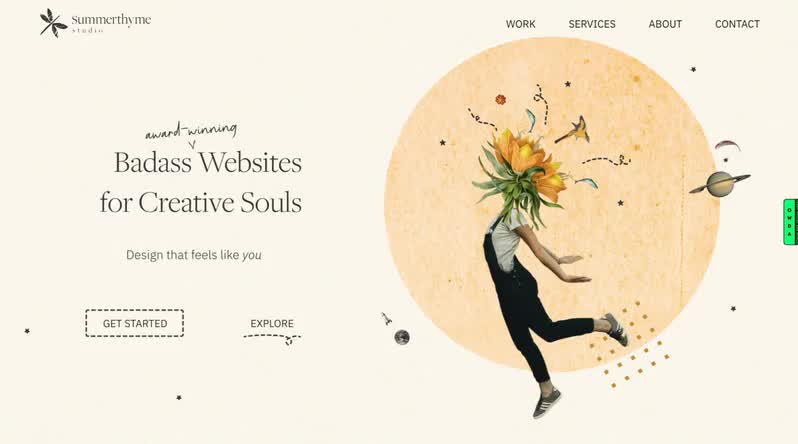 summerthyme
studio
WORK
SERVICES
ABOUT
CONTACT
award-winning
Badass Websites
for Creative Souls
Design that feels like you
GET STARTED
EXPLORE